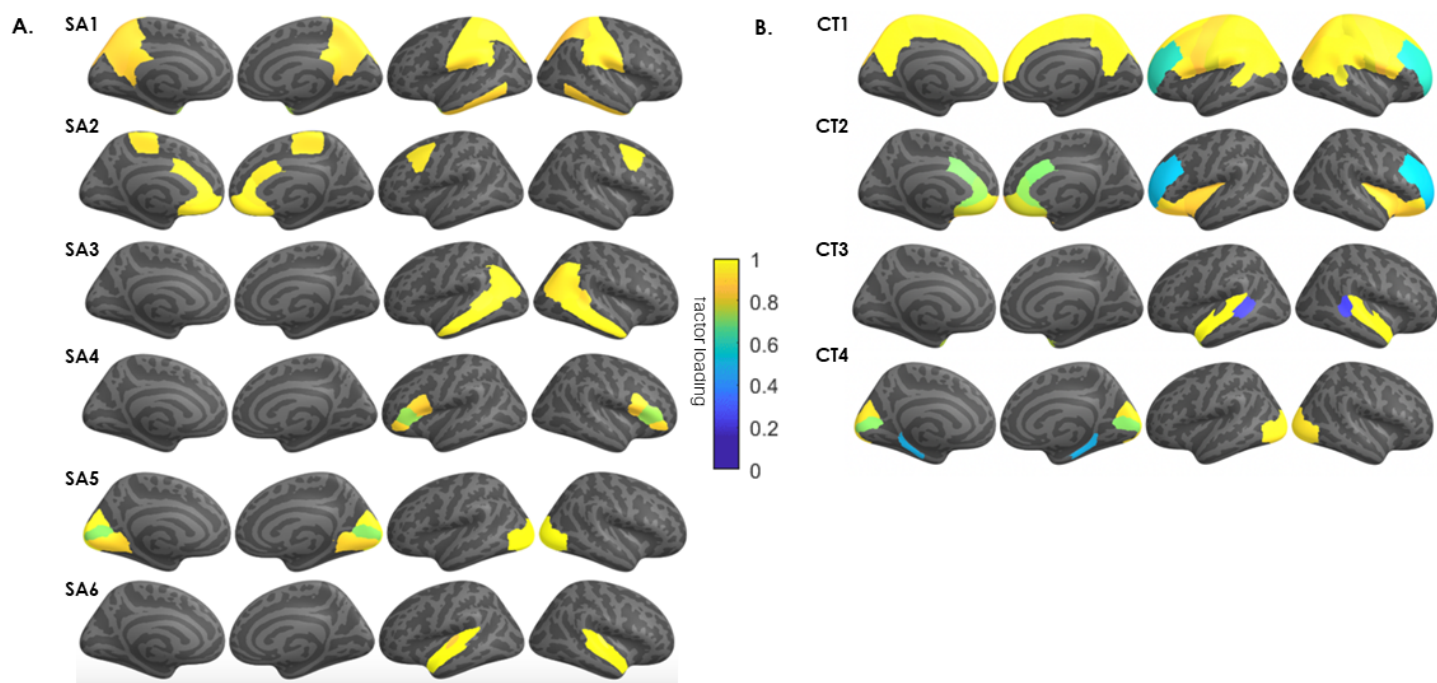 A.
SA1
SA2
SA3
SA4
SA5
SA6
factor loading
1
0.8
0.6
0.4
0.2
0
B.
CT1
CT2
CT3
CT4